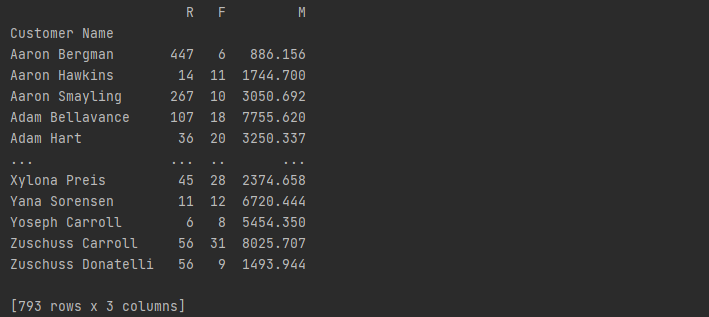 R F M
Customer Name
Aaron Bergman 447 6 886.156
Aaron Hawkins 14 11 1744.700
Aaron Smayling 267 10 3050.692
Adam Bellavance 107 18 7755.620
Adam Hart 36 20 3250.337
... ... .. ...
Xylona Preis 45 28 2374.658
Yana Sorensen 11 12 6720.444
Yoseph Carroll 6 8 5454.350
Zuschuss Carroll 56 31 8025.707
Zuschuss Donatelli 56 9 1493.944
[793 rows x 3 columns]